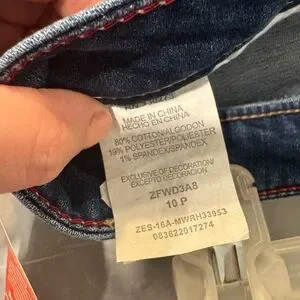 MADE IN CHINA
HECHO EN CHINA
80% COTTON/ALGODON
19% POLYESTER/POLIESTER
1% SPANDEX/SPANDEX
EXCLUSIVE OF DECORATION/
EXCEPTO DECORACION
ZFWD3A8
10 P
ZES-16A-MWRH33953
083622017274